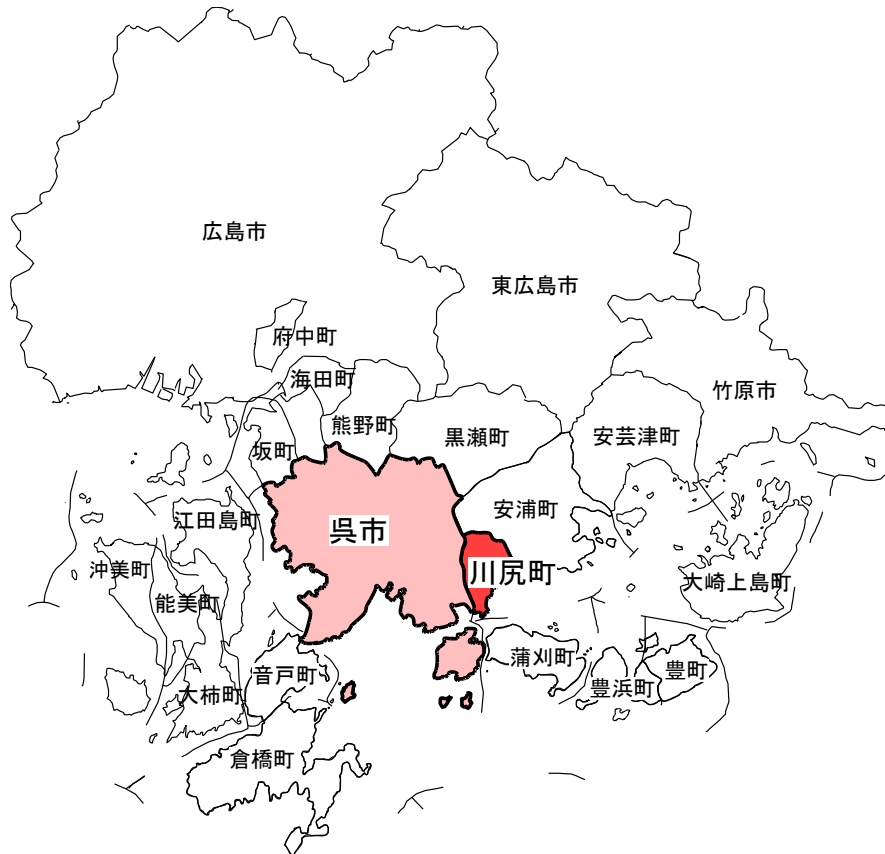 広島市
東広島市
府中町
海田町
竹原市
熊野町
黒瀬町
安芸津町
坂町
安浦町
江田島町
呉市
沖美町
川尻町
大崎上島町
能美町
蒲刈町
音戸町
豊町
豊浜町
大柿町
倉橋町